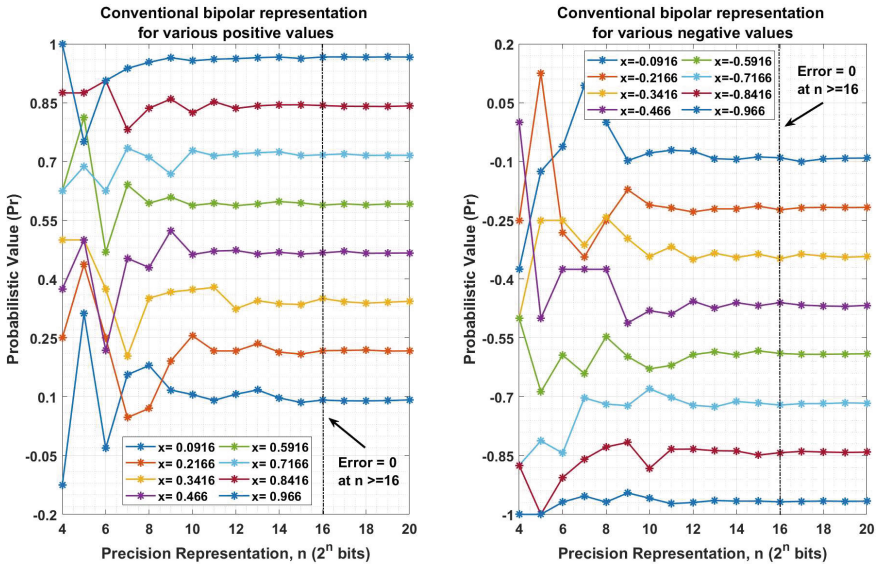 Conventional bipolar representation
for various positive values
Probabilistic Value (Pr)
1
0.85
0.7
0.55
0.4
0.25
0.1
-0.05
-0.2
4 6 8 10 12 14 16 18 20
x= 0.0916 x= 0.5916
x= 0.2166 x= 0.7166
x= 0.3416 x= 0.8416
x= 0.466 x= 0.966
Error = 0
at n >=16
Precision Representation, n (2^n bits)
Conventional bipolar representation
for various negative values
Probabilistic Value (Pr)
0.2
0.05
-0.1
-0.25
-0.4
-0.55
-0.7
-0.85
-1
4 6 8 10 12 14 16 18 20
x=-0.0916 x=-0.5916
x=-0.2166 x=-0.7166
x=-0.3416 x=-0.8416
x=-0.466 x=-0.966
Error = 0
at n >=16
Precision Representation, n (2^n bits)